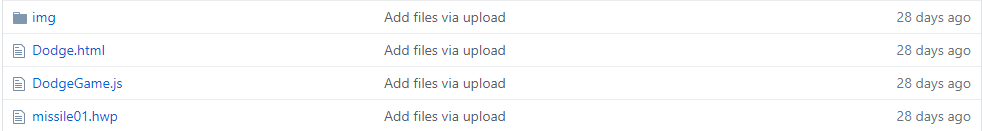 img Add files via upload 28 days ago
Dodge.html Add files via upload 28 days ago
DodgeGame.js Add files via upload 28 days ago
missile01.hwp Add files via upload 28 days ago